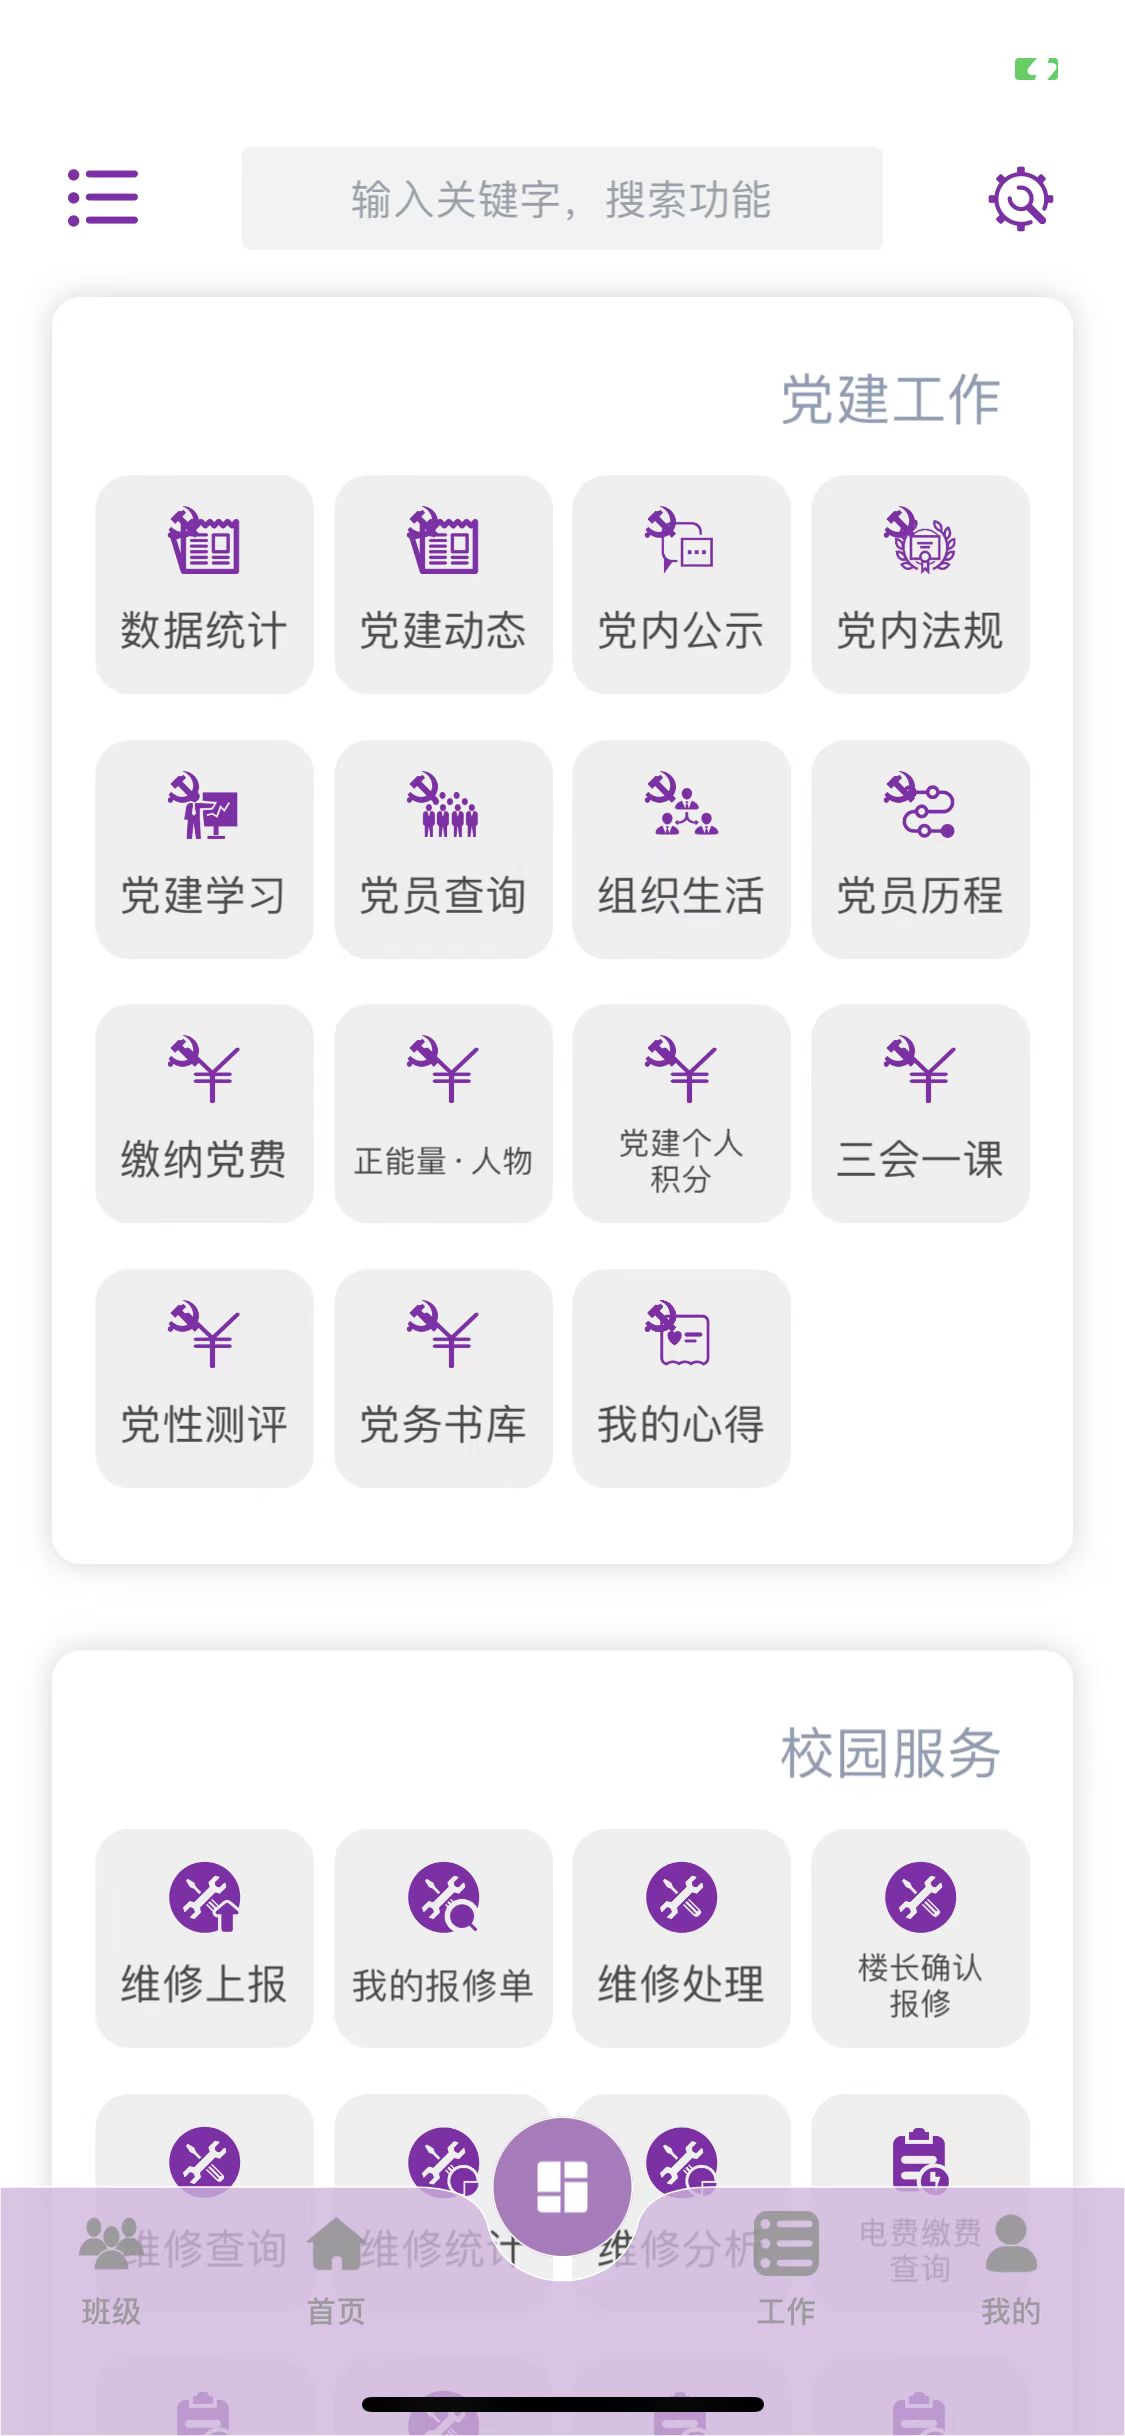 输入关键字，搜索功能
党建工作
数据统计
党建动态
党内公示
党内法规
党建学习
党员查询
组织生活
党员历程
缴纳党费
正能量·人物
党建个人
积分
三会一课
党性测评
党务书库
我的心得
校园服务
维修上报
我的报修单
维修处理
楼长确认
报修
维修查询
维修统计
维修分析
电费缴费
查询
班级
首页
工作
我的